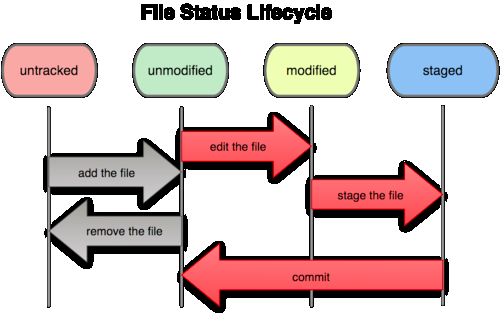 File Status Lifecycle
untracked
unmodified
modified
staged
edit the file
add the file
stage the file
remove the file
commit